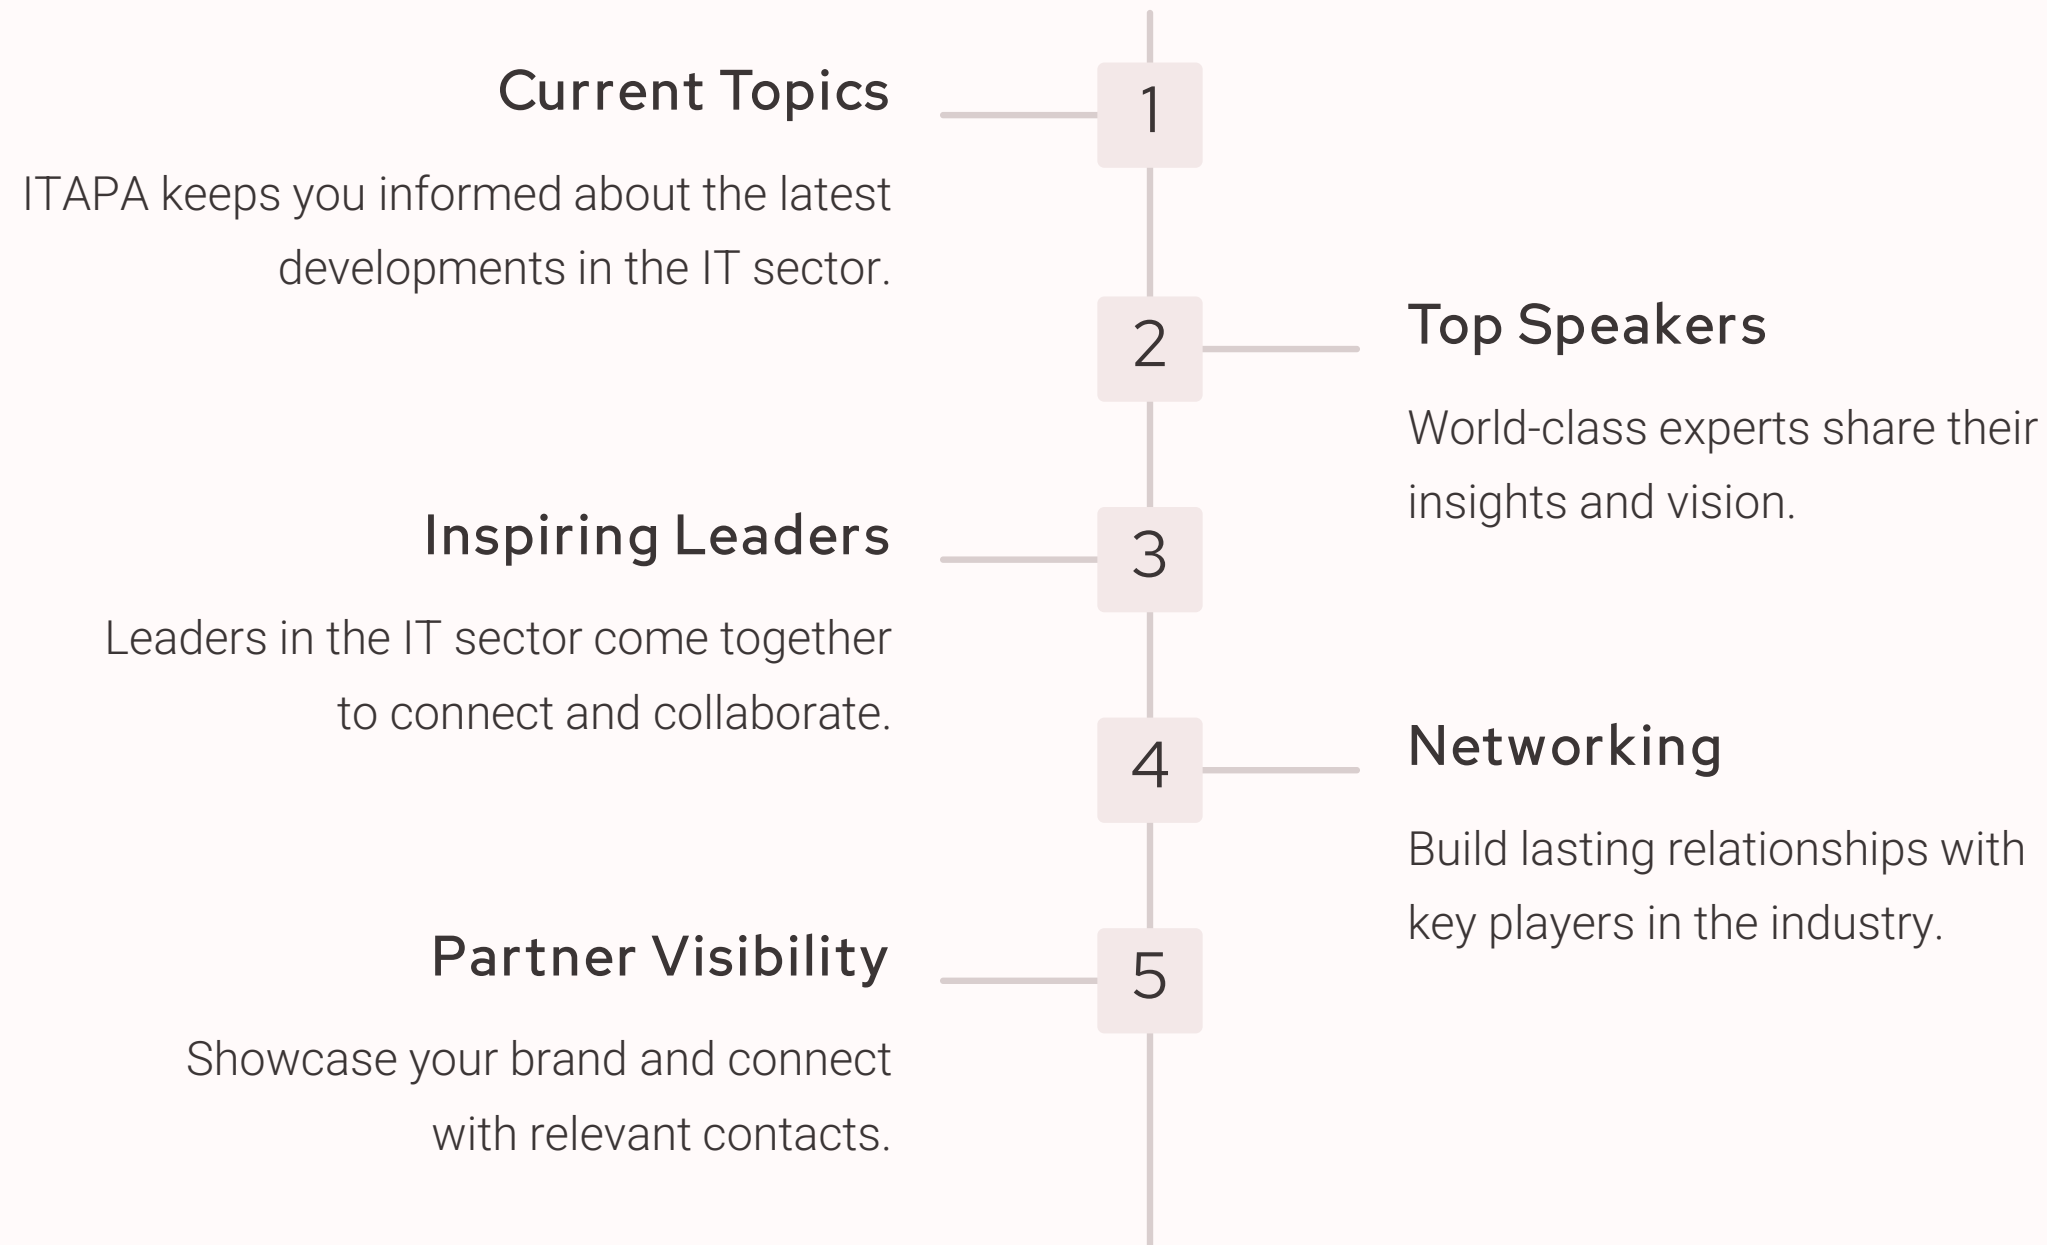 Current Topics
1
ITAPA keeps you informed about the latest
developments in the IT sector.
2
Top Speakers
World-class experts share their
insights and vision.
Inspiring Leaders
3
Leaders in the IT sector come together
to connect and collaborate.
4
Networking
Build lasting relationships with
key players in the industry.
Partner Visibility
5
Showcase your brand and connect
with relevant contacts.